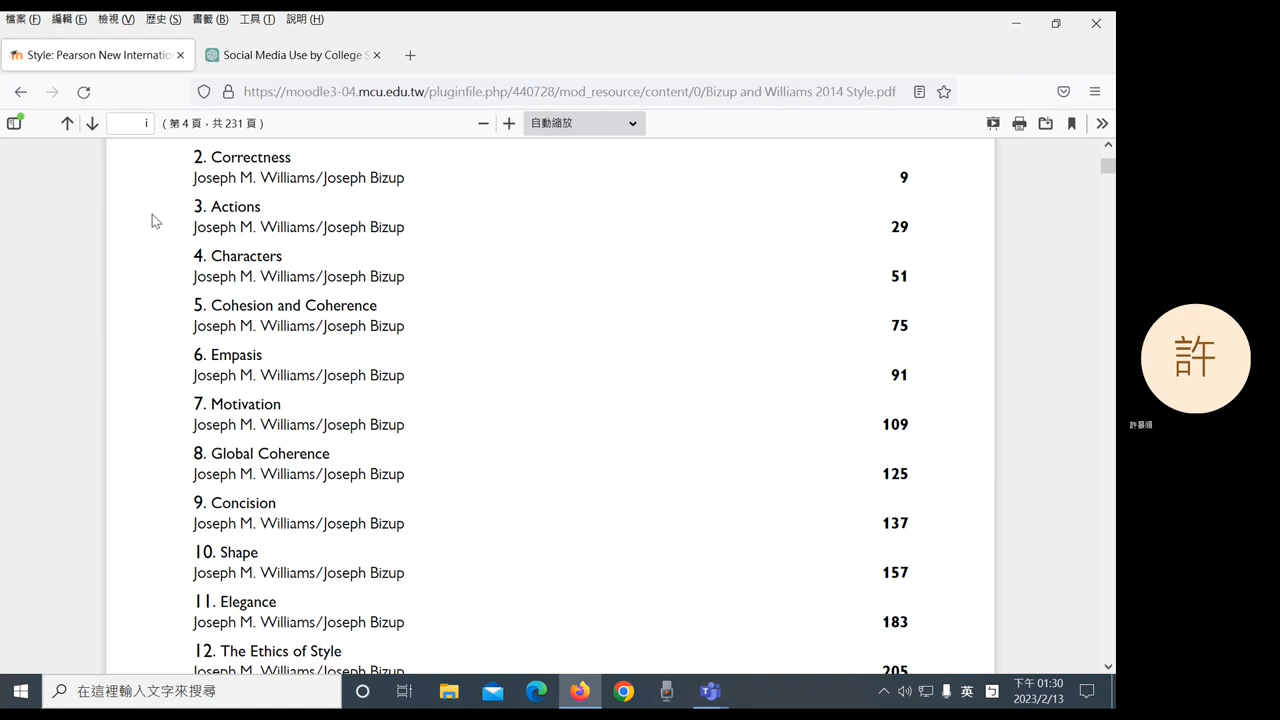 檔案 (F) 編輯 (E) 檢視 (V) 歷史 (S) 書籤 (B) 工具 (T) 說明 (H)
Style: Pearson New Internatio
Social Media Use by College S
https://moodle3-04.mcu.edu.tw/pluginfile.php/440728/mod_resource/content/0/Bizup and Williams 2014 Style.pdf
i (第 4 頁，共 231 頁) 自動縮放
2. Correctness
Joseph M. Williams/Joseph Bizup 9
3. Actions
Joseph M. Williams/Joseph Bizup 29
4. Characters
Joseph M. Williams/Joseph Bizup 51
5. Cohesion and Coherence
Joseph M. Williams/Joseph Bizup 75
6. Empasis
Joseph M. Williams/Joseph Bizup 91
7. Motivation
Joseph M. Williams/Joseph Bizup 109
8. Global Coherence
Joseph M. Williams/Joseph Bizup 125
9. Concision
Joseph M. Williams/Joseph Bizup 137
10. Shape
Joseph M. Williams/Joseph Bizup 157
11. Elegance
Joseph M. Williams/Joseph Bizup 183
12. The Ethics of Style
Joseph M. Williams/Joseph Bizup 205
許
許景順
在這裡輸入文字來搜尋
英
下午 01:30
2023/2/13